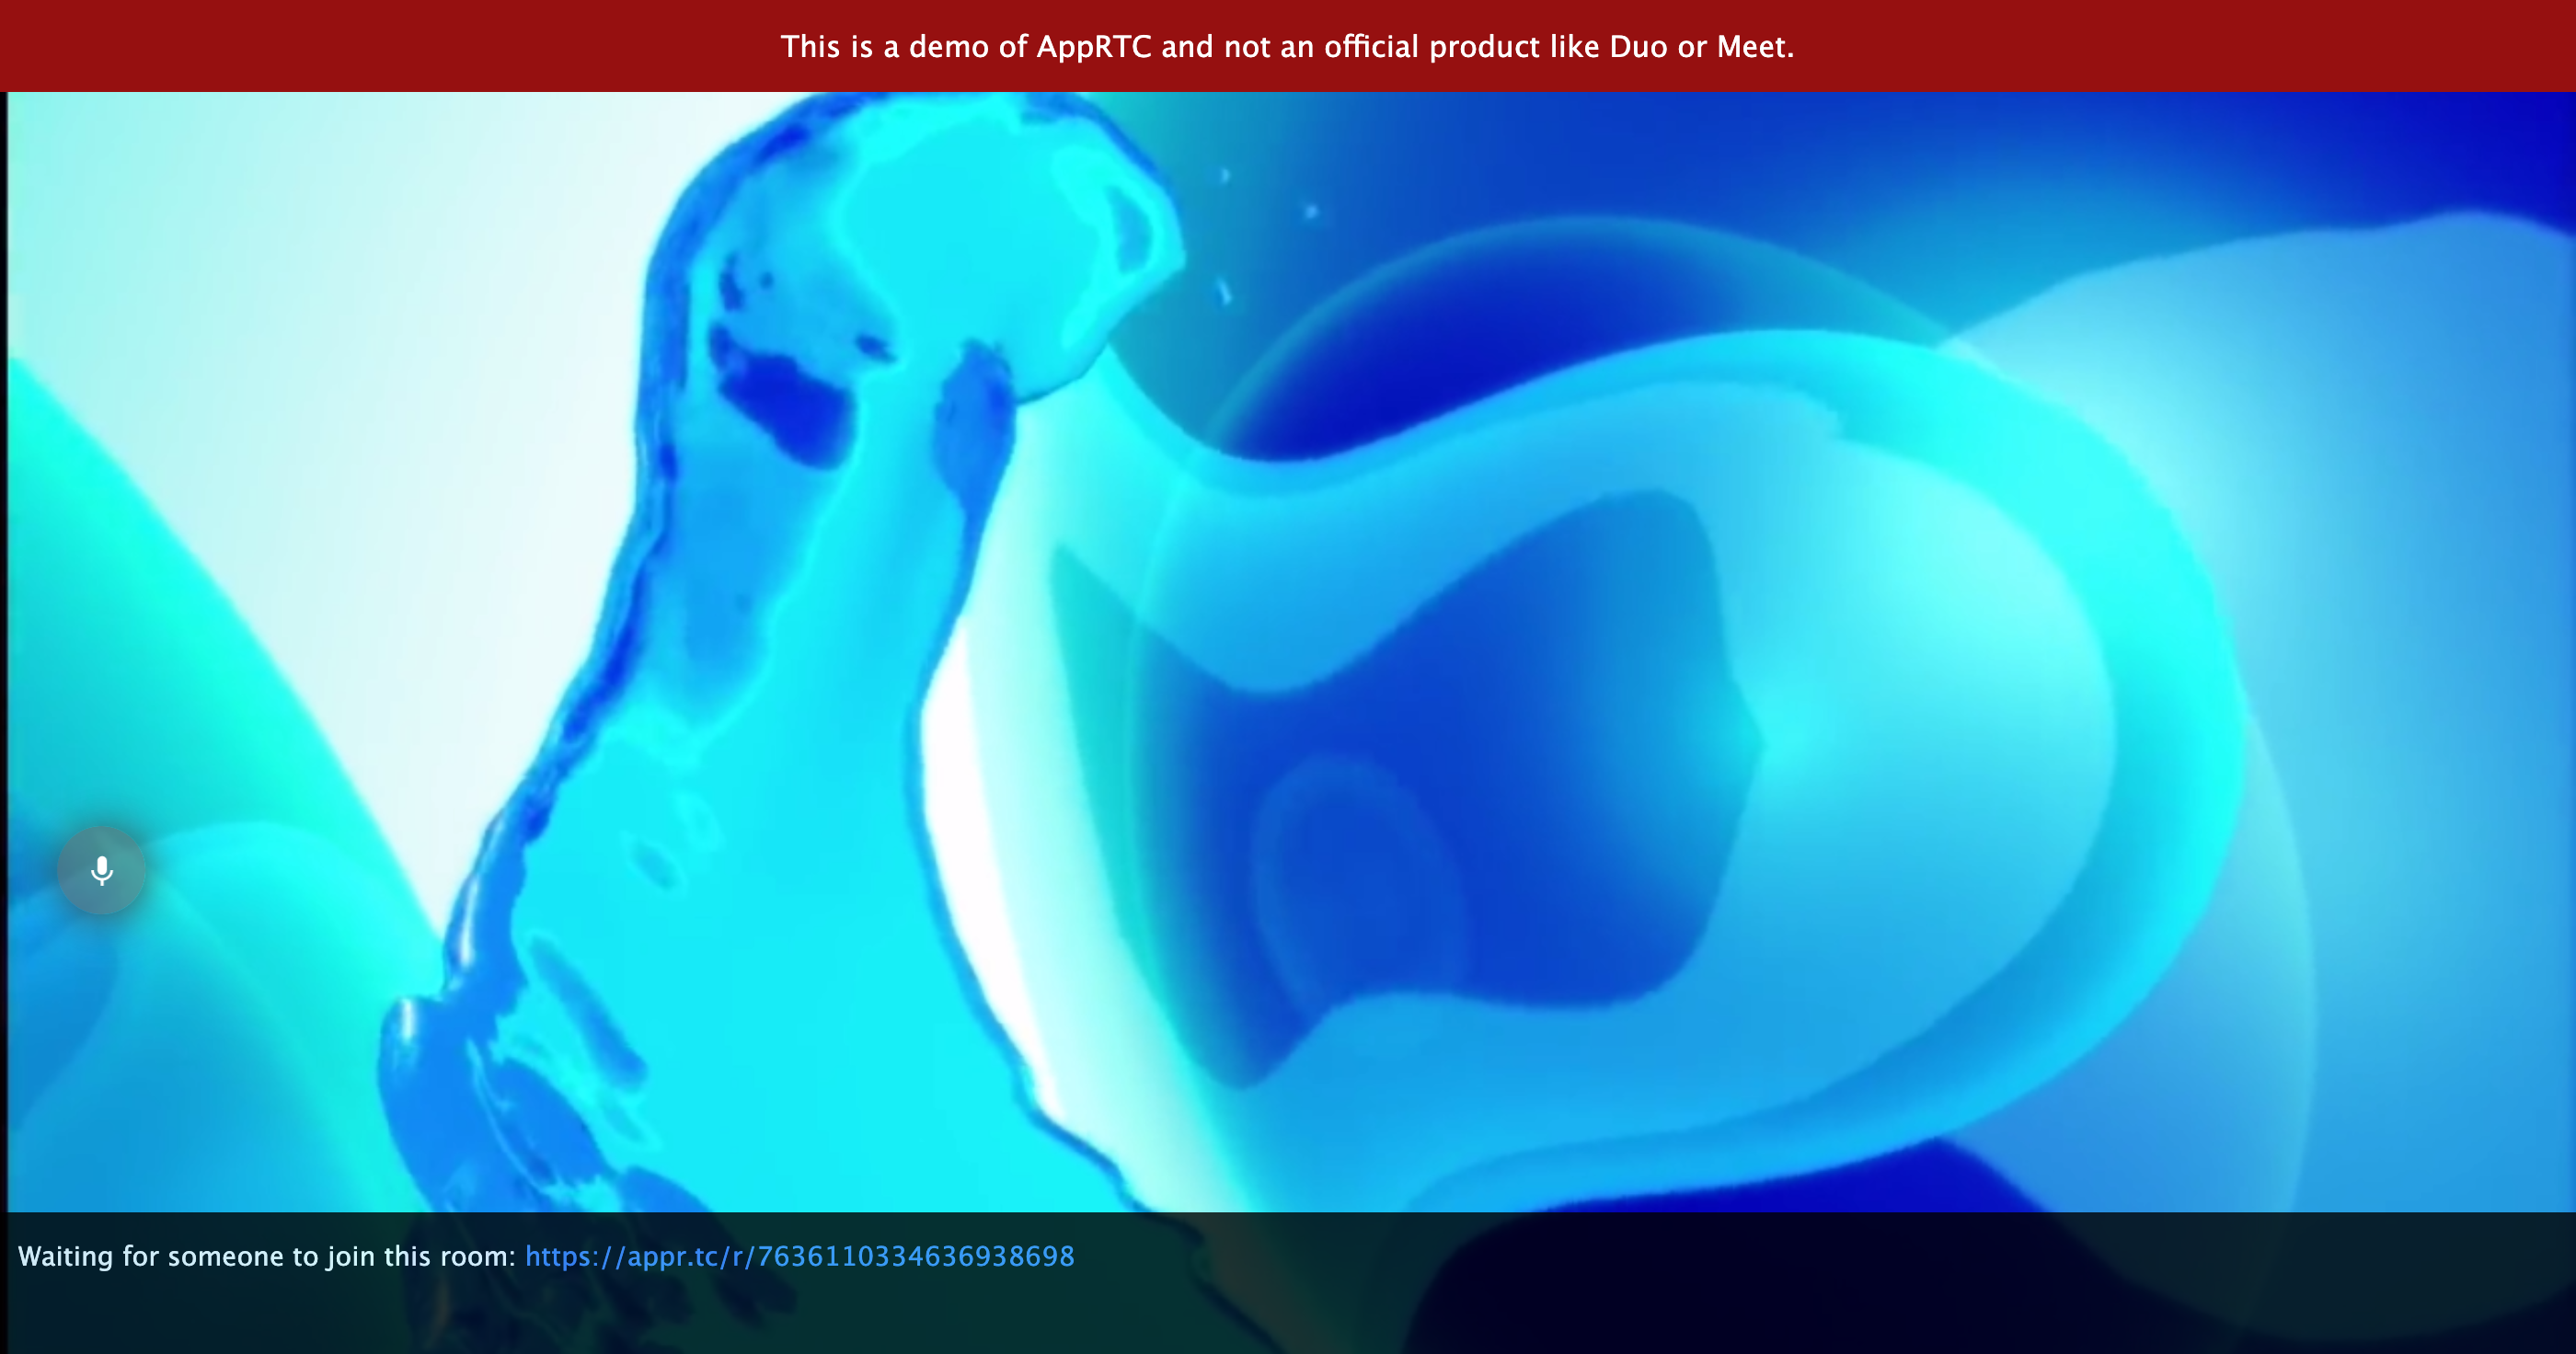 This is a demo of AppRTC and not an official product like Duo or Meet.
Waiting for someone to join this room: https://appr.tc/r/7636110334636938698